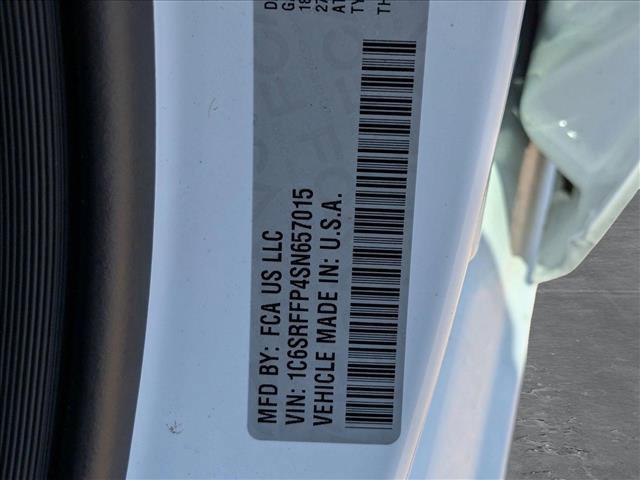 MFD BY: FCA US LLC
VIN: 1C6SRFFP4SN657015
VEHICLE MADE IN: U.S.A.